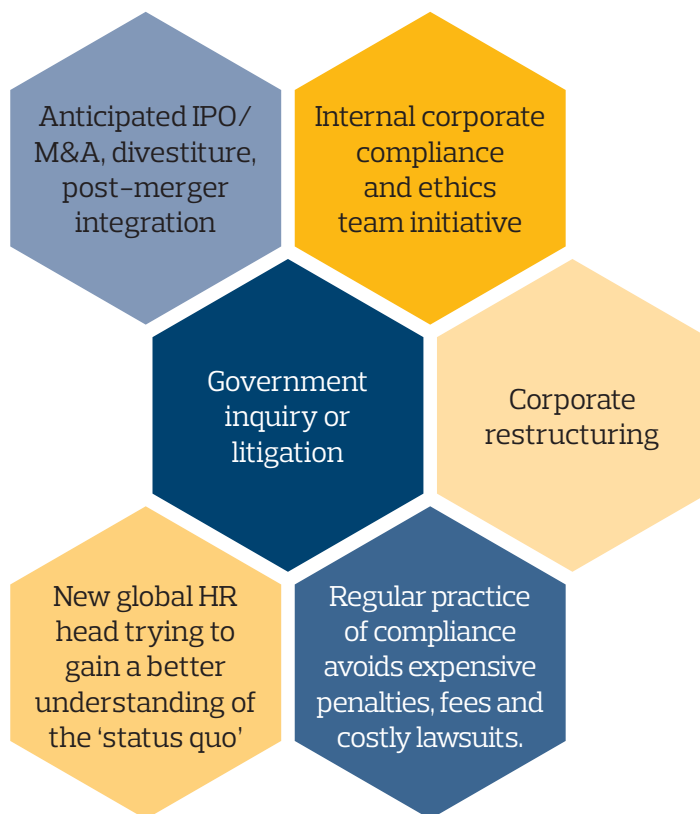 Anticipated IPO/
M&A, divestiture,
post-merger
integration
Internal corporate
compliance
and ethics
team initiative
Government
inquiry or
litigation
Corporate
restructuring
New global HR
head trying to
gain a better
understanding of
the ‘status quo’
Regular practice
of compliance
avoids expensive
penalties, fees and
costly lawsuits.